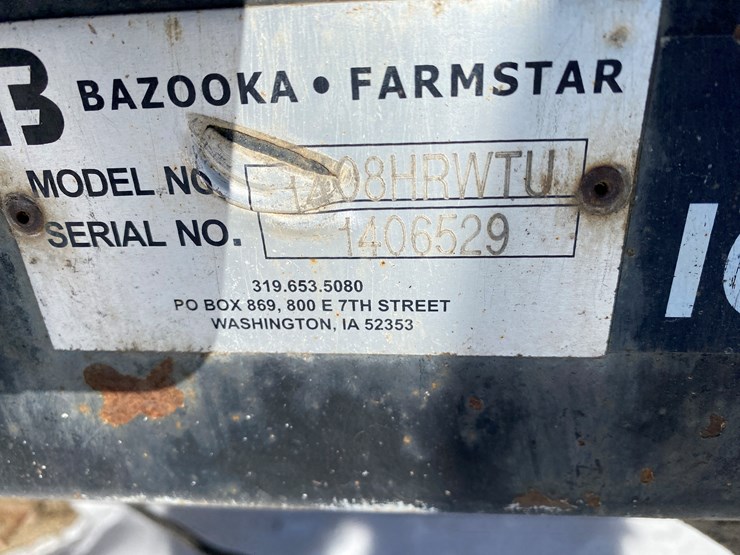 B BAZOOKA • FARMSTAR
MODEL NO.
SERIAL NO. 1406529
319.653.5080
PO BOX 869, 800 E 7TH STREET
WASHINGTON, IA 52353